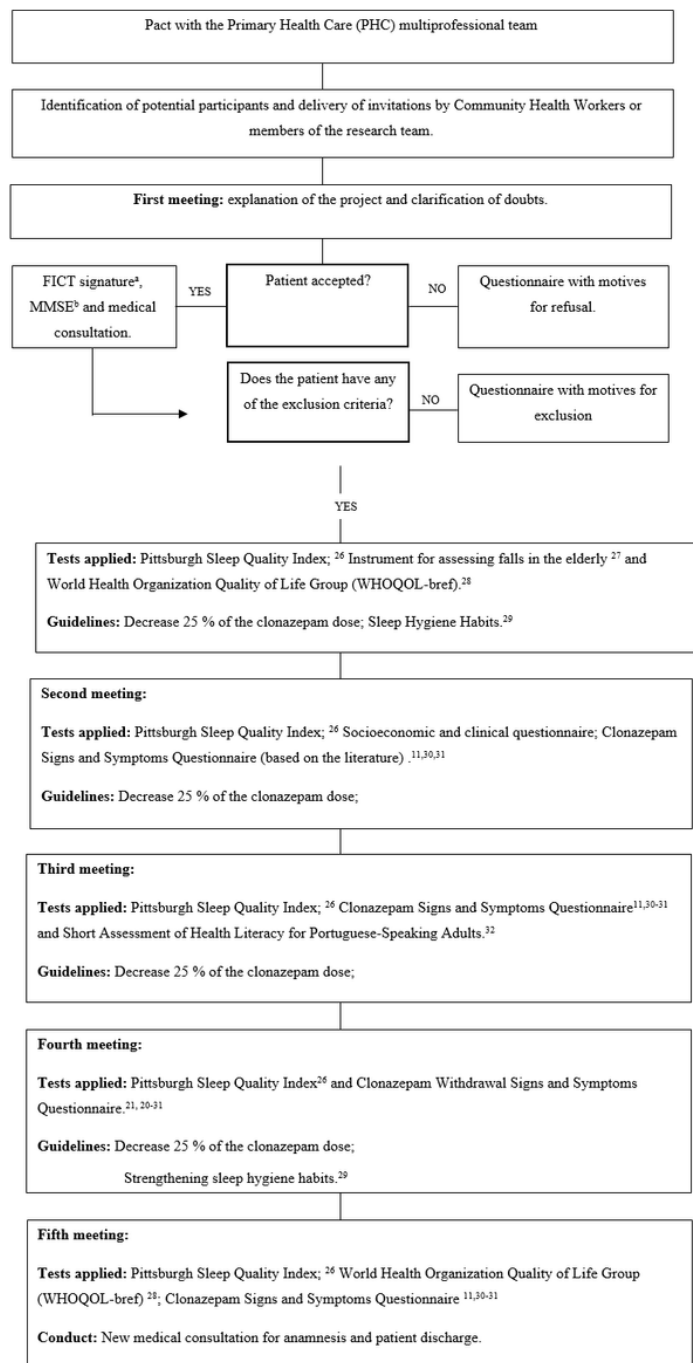 Pact with the Primary Health Care (PHC) multiprofessional team
Identification of potential participants and delivery of invitations by Community Health Workers or
members of the research team.
First meeting: explanation of the project and clarification of doubts.
FICT signatureᵃ,
MMSEᵇ and medical
consultation.
YES
Patient accepted?
NO
Questionnaire with motives
for refusal.
Does the patient have any
of the exclusion criteria?
NO
Questionnaire with motives for
exclusion
YES
Tests applied: Pittsburgh Sleep Quality Index; ²⁶ Instrument for assessing falls in the elderly ²⁷ and
World Health Organization Quality of Life Group (WHOQOL-bref).²⁸
Guidelines: Decrease 25 % of the clonazepam dose; Sleep Hygiene Habits.²⁹
Second meeting:
Tests applied: Pittsburgh Sleep Quality Index; ²⁶ Socioeconomic and clinical questionnaire; Clonazepam
Signs and Symptoms Questionnaire (based on the literature) .¹¹,³⁰,³¹
Guidelines: Decrease 25 % of the clonazepam dose;
Third meeting:
Tests applied: Pittsburgh Sleep Quality Index; ²⁶ Clonazepam Signs and Symptoms Questionnaire¹¹,³⁰⁻³¹
and Short Assessment of Health Literacy for Portuguese-Speaking Adults.³²
Guidelines: Decrease 25 % of the clonazepam dose;
Fourth meeting:
Tests applied: Pittsburgh Sleep Quality Index²⁶ and Clonazepam Withdrawal Signs and Symptoms
Questionnaire.²¹, ²⁰⁻³¹
Guidelines: Decrease 25 % of the clonazepam dose;
Strengthening sleep hygiene habits.²⁹
Fifth meeting:
Tests applied: Pittsburgh Sleep Quality Index; ²⁶ World Health Organization Quality of Life Group
(WHOQOL-bref) ²⁸; Clonazepam Signs and Symptoms Questionnaire ¹¹,³⁰⁻³¹
Conduct: New medical consultation for anamnesis and patient discharge.